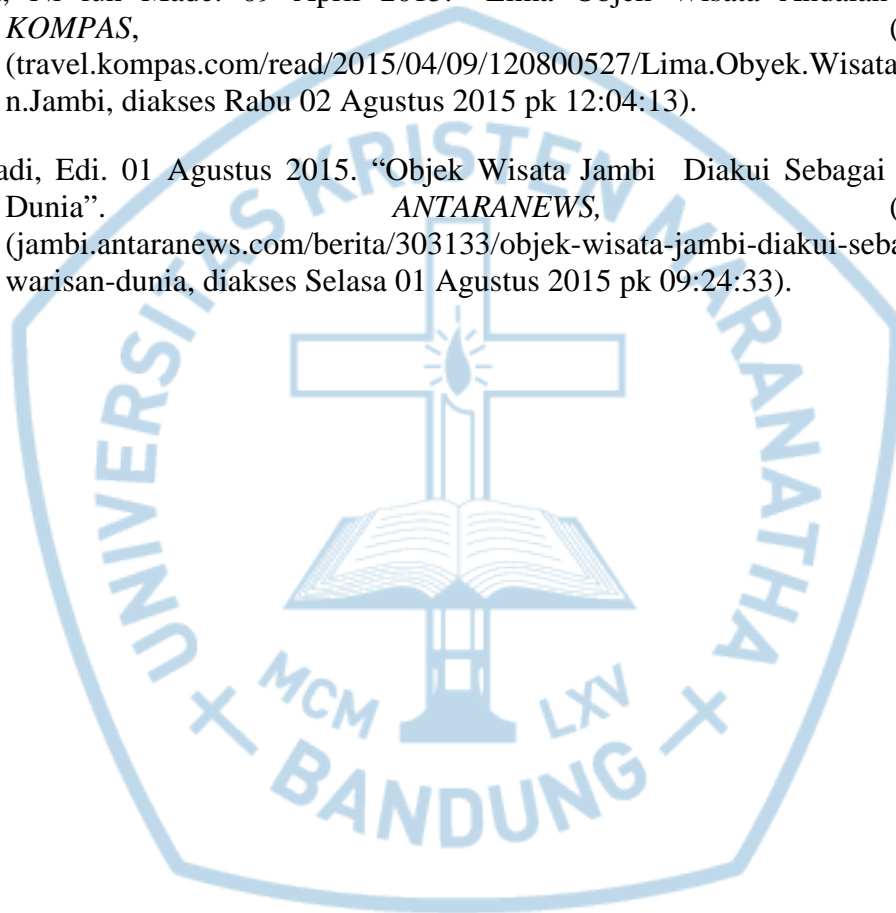 KOMPAS, (
(travel.kompas.com/read/2015/04/09/120800527/Lima.Obyek.Wisata
n.Jambi, diakses Rabu 02 Agustus 2015 pk 12:04:13).
adi, Edi. 01 Agustus 2015. “Objek Wisata Jambi Diakui Sebagai
Dunia”. ANTARANEWS, (
(jambi.antaranews.com/berita/303133/objek-wisata-jambi-diakui-seba
warisan-dunia, diakses Selasa 01 Agustus 2015 pk 09:24:33).
UNIVERSITAS KRISTEN MARANATHA
MCM LXV
BANDUNG